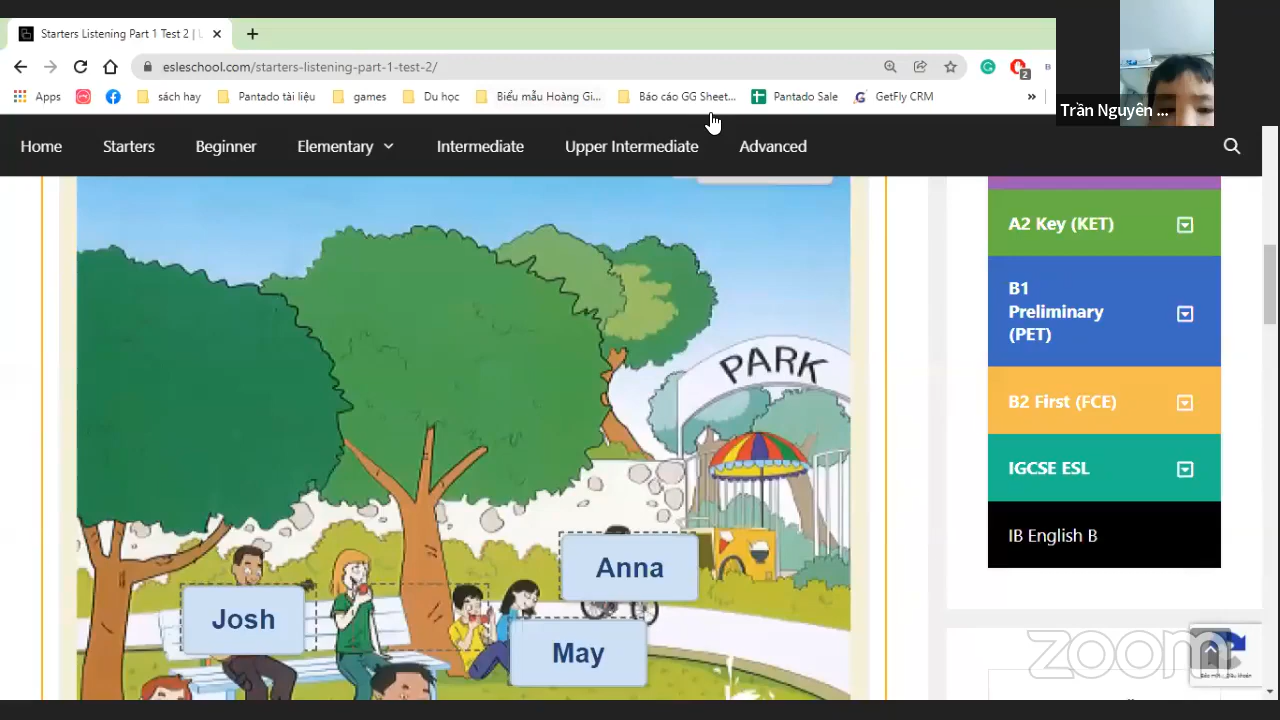 Starters Listening Part 1 Test 2 | L
esleschool.com/starters-listening-part-1-test-2/
2
Apps
sách hay
Pantado tài liệu
games
Du học
Biểu mẫu Hoàng Gi...
Báo cáo GG Sheet...
Pantado Sale
GetFly CRM
»
Trần Nguyên ...
Home
Starters
Beginner
Elementary
Intermediate
Upper Intermediate
Advanced
A2 Key (KET)
B1
Preliminary
(PET)
B2 First (FCE)
IGCSE ESL
IB English B
PARK
Anna
Josh
May
zoom